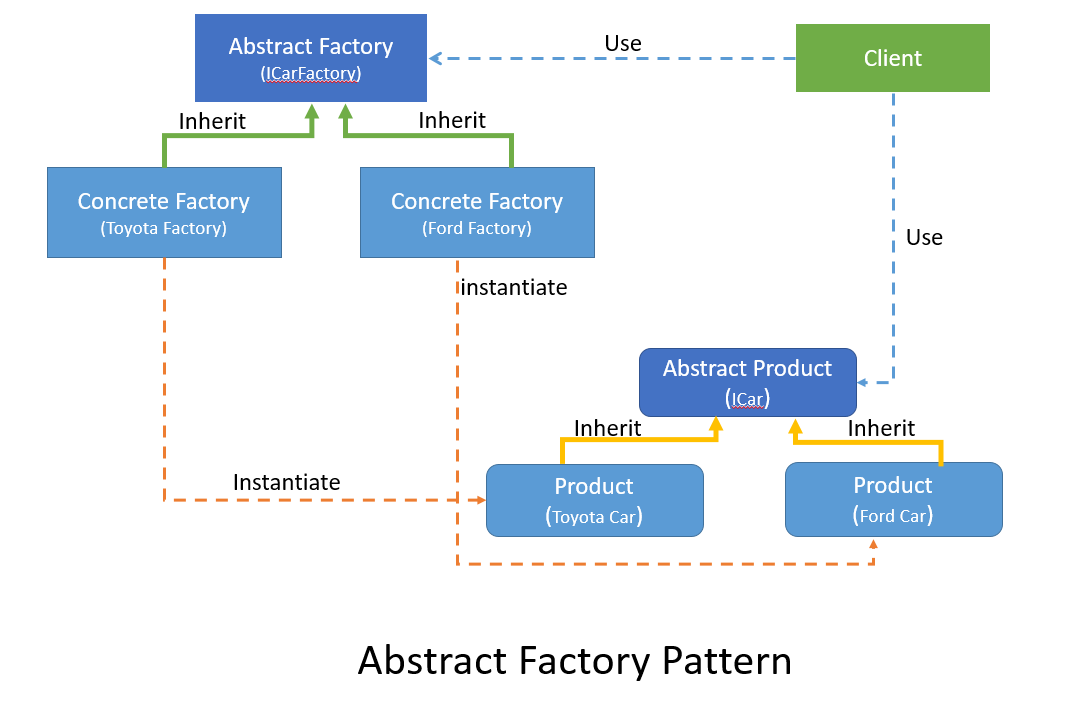 Abstract Factory
(ICarFactory)
Use
Client
Inherit
Inherit
Concrete Factory
(Toyota Factory)
Concrete Factory
(Ford Factory)
Use
instantiate
Abstract Product
(ICar)
Inherit
Inherit
Instantiate
Product
(Toyota Car)
Product
(Ford Car)
Abstract Factory Pattern